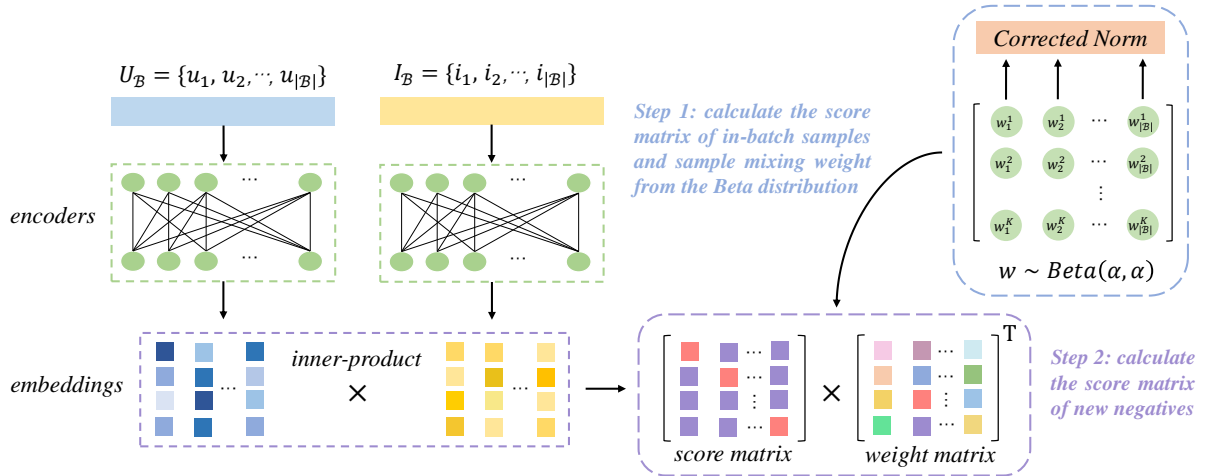 Corrected Norm
U_ℬ = {u_1, u_2, ⋯, u_|ℬ|}
I_ℬ = {i_1, i_2, ⋯, i_|ℬ|}
Step 1: calculate the score
matrix of in-batch samples
and sample mixing weight
from the Beta distribution
w_1^1 w_2^1 ⋯ w_|ℬ|^1
w_1^2 w_2^2 ⋯ w_|ℬ|^2
⋮
w_1^K w_2^K ⋯ w_|ℬ|^K
w ~ Beta(α, α)
⋯
⋯
encoders
⋯
⋯
embeddings
inner-product
×
⋯
⋯
×
T
Step 2: calculate
the score matrix
of new negatives
score matrix
weight matrix